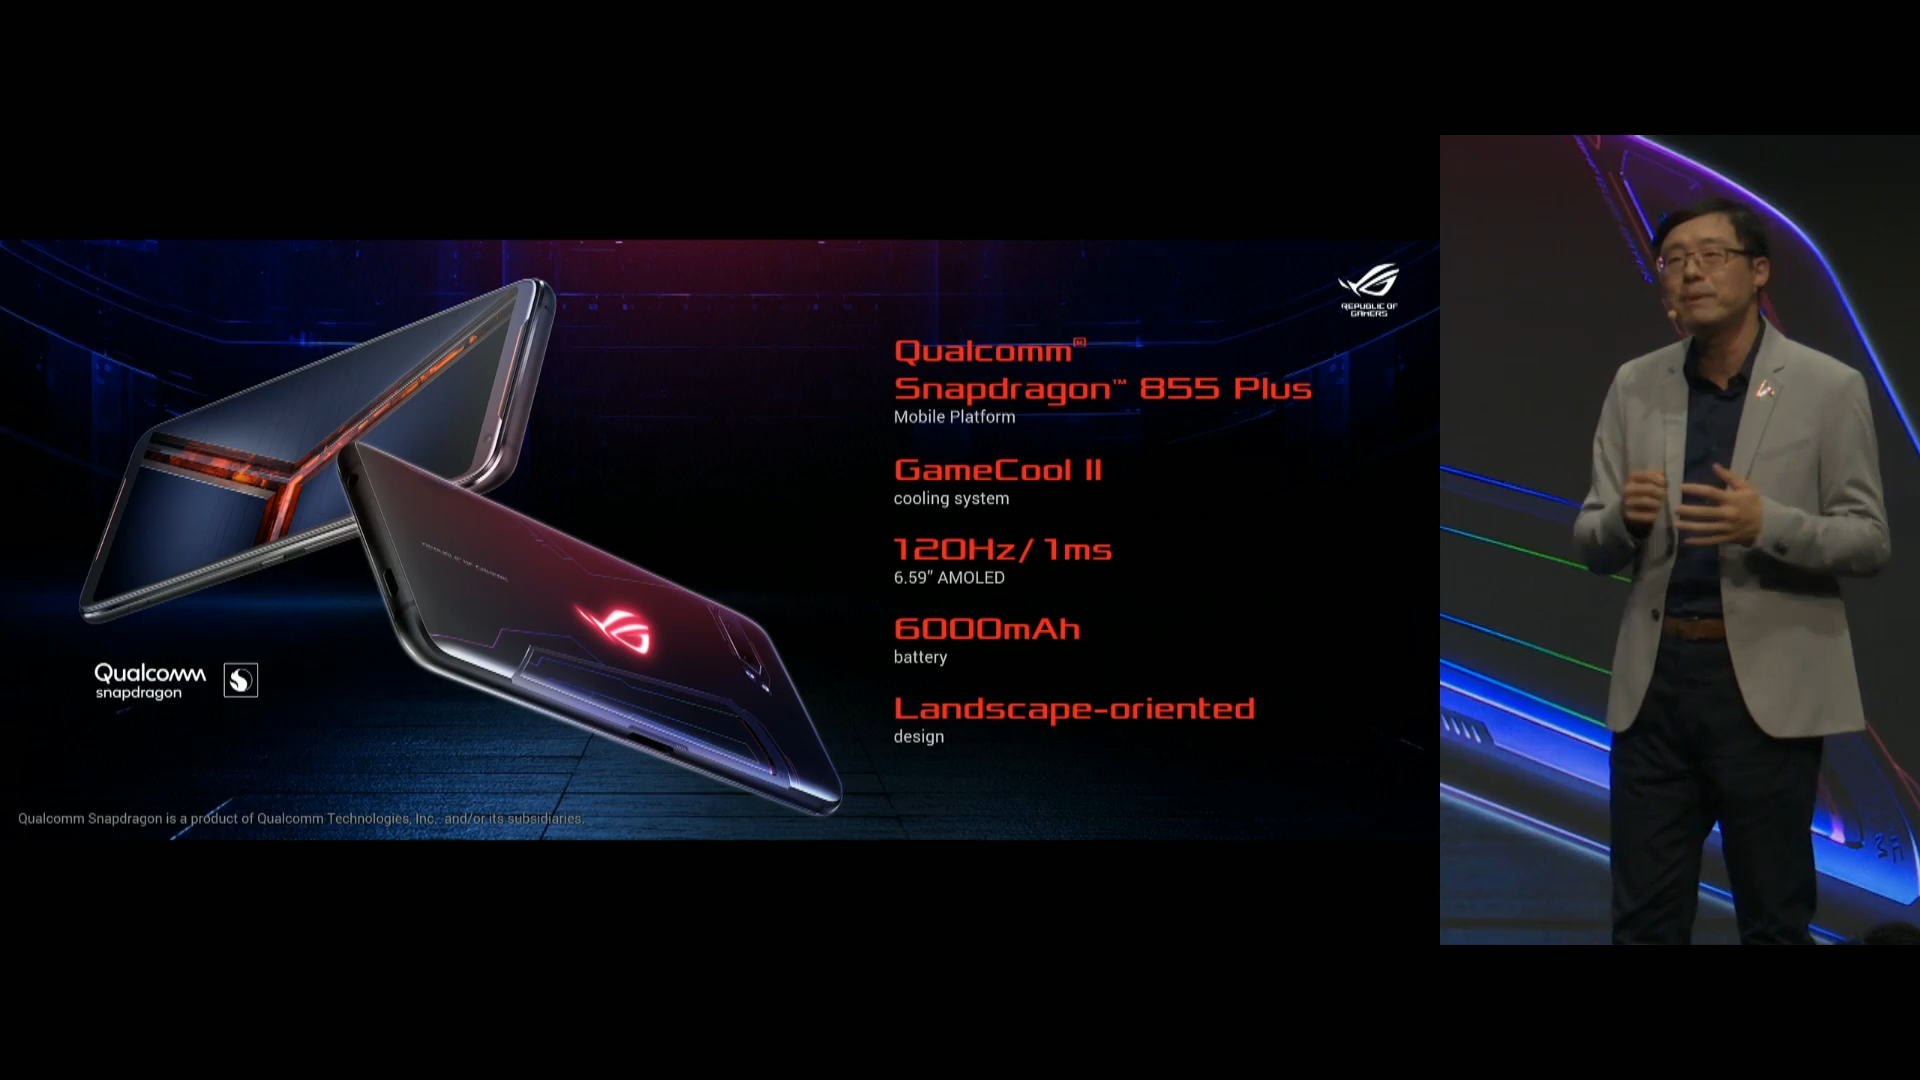 REPUBLIC OF
GAMERS
Qualcomm®
Snapdragon™ 855 Plus
Mobile Platform
GameCool II
cooling system
120Hz/ 1ms
6.59” AMOLED
6000mAh
battery
Landscape-oriented
design
Qualcomm
snapdragon
Qualcomm Snapdragon is a product of Qualcomm Technologies, Inc. and/or its subsidiaries.